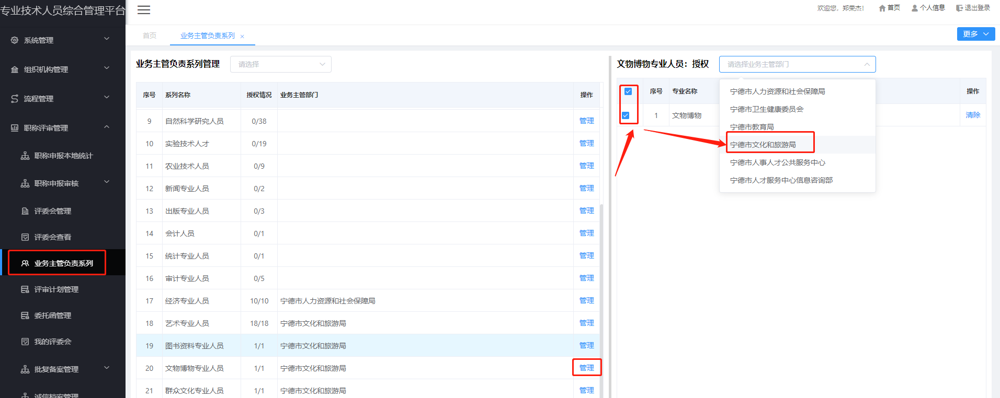 专业技术人员综合管理平台
欢迎您，郑荣杰！ 首页 个人信息 退出登录
系统管理
组织机构管理
流程管理
职称评审管理
职称申报本地统计
职称申报审核
评委会管理
评委会查看
业务主管负责系列
评审计划管理
委托函管理
我的评委会
批复备案管理
诚信档案管理
首页 业务主管负责系列 ×
更多
业务主管负责系列管理 请选择
序号 系列名称 授权情况 业务主管部门 操作
9 自然科学研究人员 0/38 管理
10 实验技术人才 0/19 管理
11 农业技术人员 0/9 管理
12 新闻专业人员 0/2 管理
13 出版专业人员 0/3 管理
14 会计人员 0/1 管理
15 统计专业人员 0/1 管理
16 审计专业人员 0/5 管理
17 经济专业人员 10/10 宁德市人力资源和社会保障局 管理
18 艺术专业人员 18/18 宁德市文化和旅游局 管理
19 图书资料专业人员 1/1 宁德市文化和旅游局 管理
20 文物博物专业人员 1/1 宁德市文化和旅游局 管理
21 群众文化专业人员 1/1 宁德市文化和旅游局 管理
文物博物专业人员：授权 请选择业务主管部门
序号 专业名称 操作
1 文物博物 清除
宁德市人力资源和社会保障局
宁德市卫生健康委员会
宁德市教育局
宁德市文化和旅游局
宁德市人事人才公共服务中心
宁德市人才服务中心信息咨询部